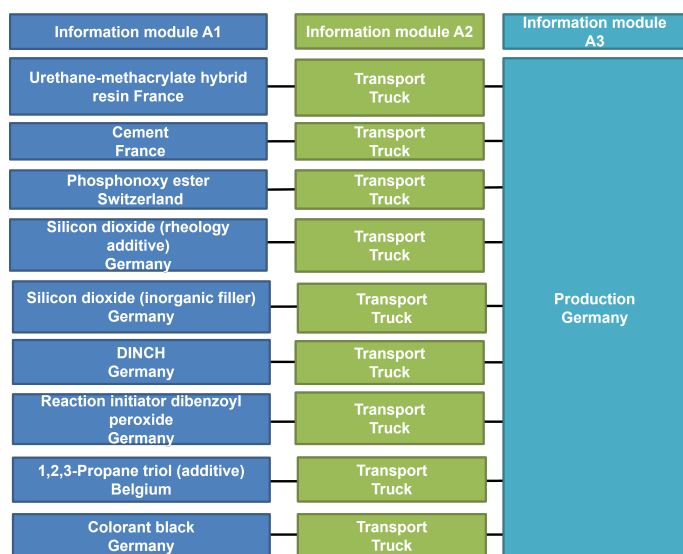 Information module A1
Information module A2
Information module
A3
Urethane-methacrylate hybrid
resin France
Transport
Truck
Cement
France
Transport
Truck
Phosphonoxy ester
Switzerland
Transport
Truck
Silicon dioxide (rheology
additive)
Germany
Transport
Truck
Silicon dioxide (inorganic filler)
Germany
Transport
Truck
Production
Germany
DINCH
Germany
Transport
Truck
Reaction initiator dibenzoyl
peroxide
Germany
Transport
Truck
1,2,3-Propane triol (additive)
Belgium
Transport
Truck
Colorant black
Germany
Transport
Truck